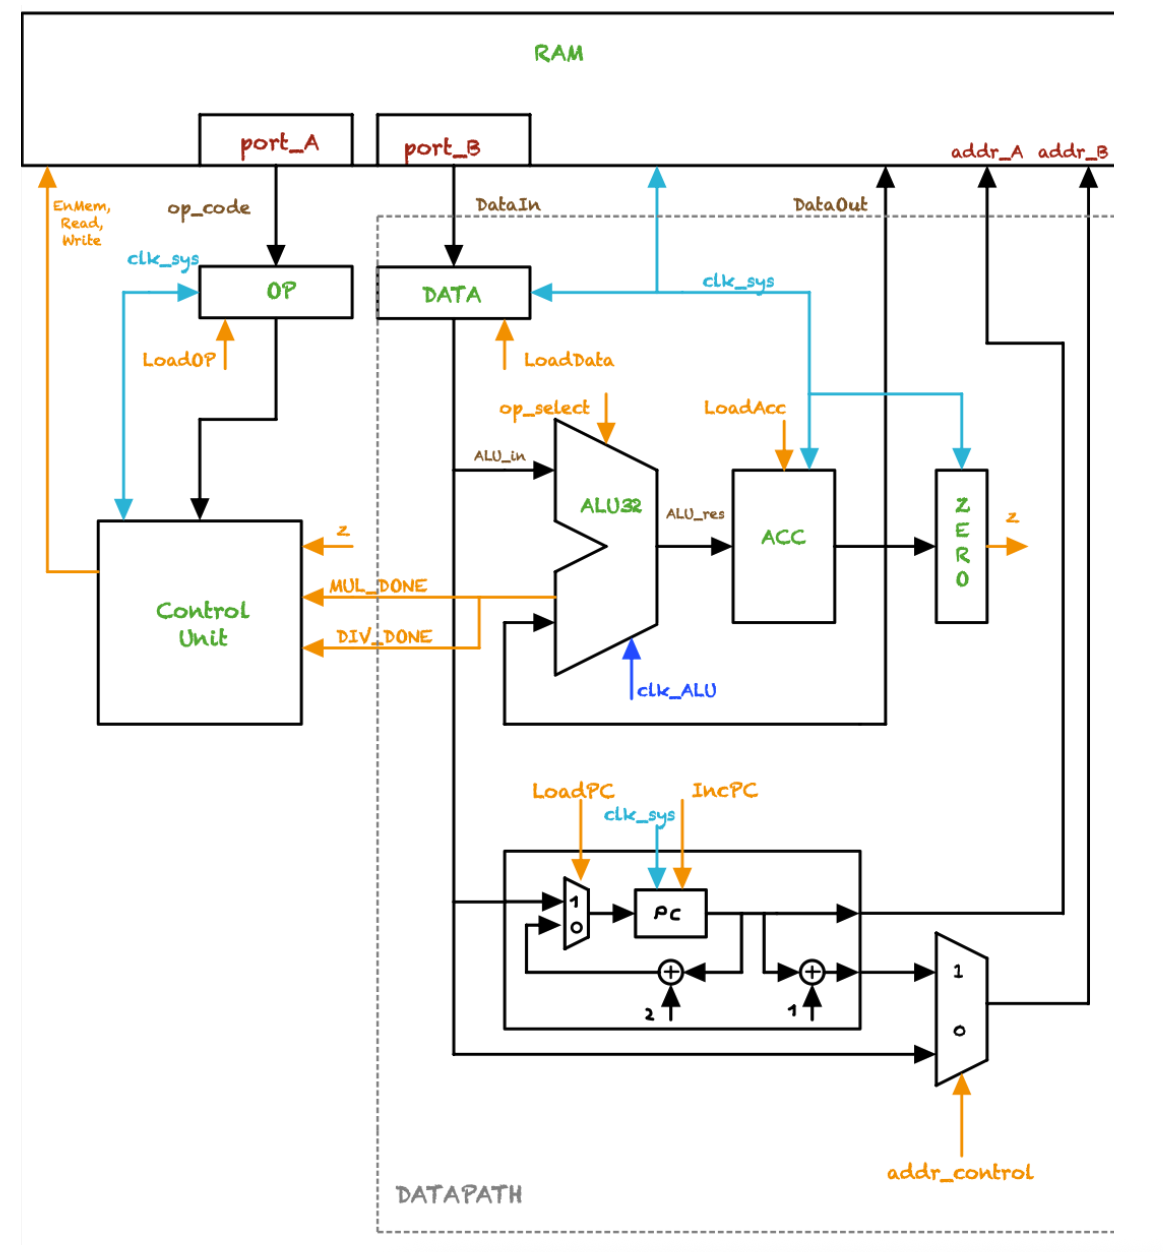 RAM
port_A
port_B
addr_A addr_B
EnMem,
Read,
Write
op_code
DataIn
DataOut
clk_sys
OP
DATA
clk_sys
LoadOP
LoadData
op_select
LoadAcc
ALU_in
ALU32
ALU_res
ACC
Z
E
R
O
z
z
MUL_DONE
Control
Unit
DIV_DONE
clk_ALU
LoadPC
IncPC
clk_sys
1
0
PC
+
+
2
1
1
0
addr_control
DATAPATH